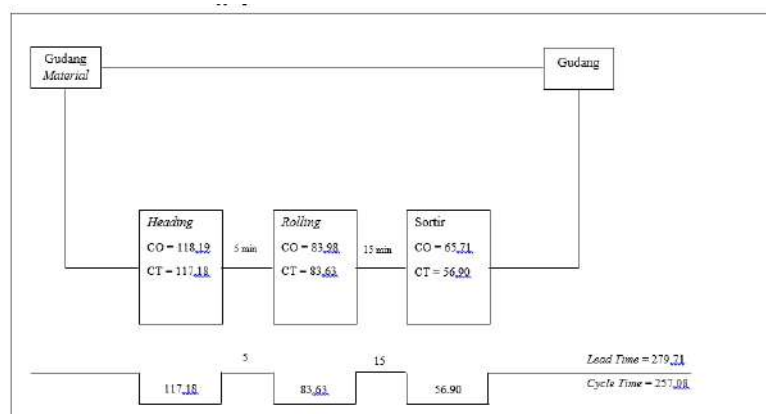 Gudang
Material
Gudang
Heading
CO = 118,19
CT = 117,18
5 min
Rolling
CO = 83,98
CT = 83,63
15 min
Sortir
CO = 65,71
CT = 56,90
5
15
117,18
83,63
56.90
Lead Time = 279,71
Cycle Time = 257,08